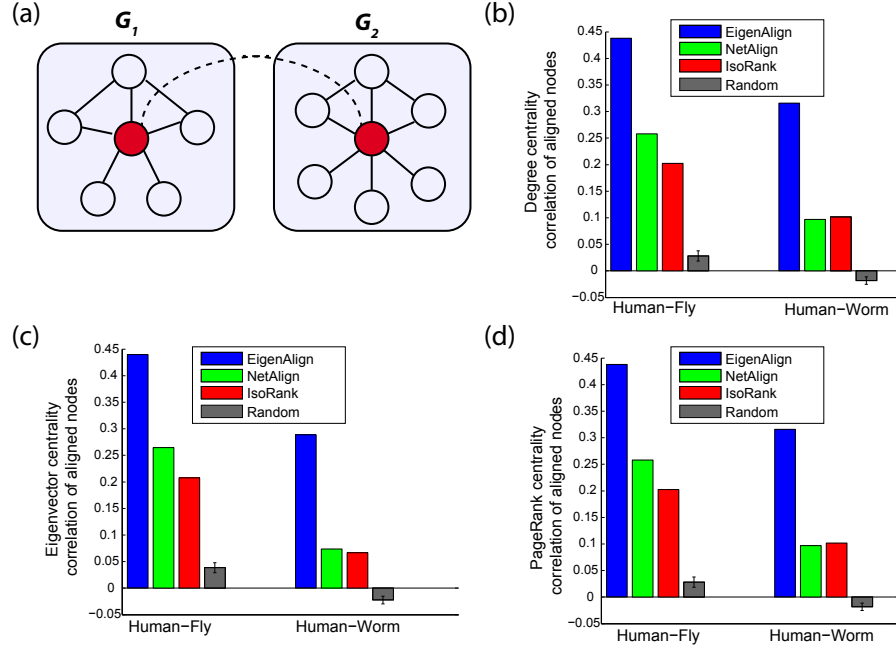 (a)
G1
G2
(b)
Degree centrality
correlation of aligned nodes
0.45
0.4
0.35
0.3
0.25
0.2
0.15
0.1
0.05
0
−0.05
EigenAlign
NetAlign
IsoRank
Random
Human−Fly
Human−Worm
(c)
Eigenvector centrality
correlation of aligned nodes
0.45
0.4
0.35
0.3
0.25
0.2
0.15
0.1
0.05
0
−0.05
EigenAlign
NetAlign
IsoRank
Random
Human−Fly
Human−Worm
(d)
PageRank centrality
correlation of aligned nodes
0.45
0.4
0.35
0.3
0.25
0.2
0.15
0.1
0.05
0
−0.05
EigenAlign
NetAlign
IsoRank
Random
Human−Fly
Human−Worm